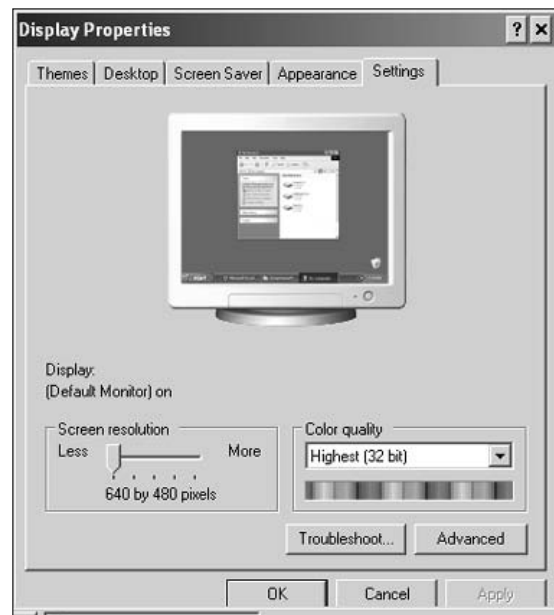 Display Properties
Themes Desktop Screen Saver Appearance Settings
Display:
(Default Monitor) on
Screen resolution
Less More
640 by 480 pixels
Color quality
Highest (32 bit)
Troubleshoot... Advanced
OK Cancel Apply